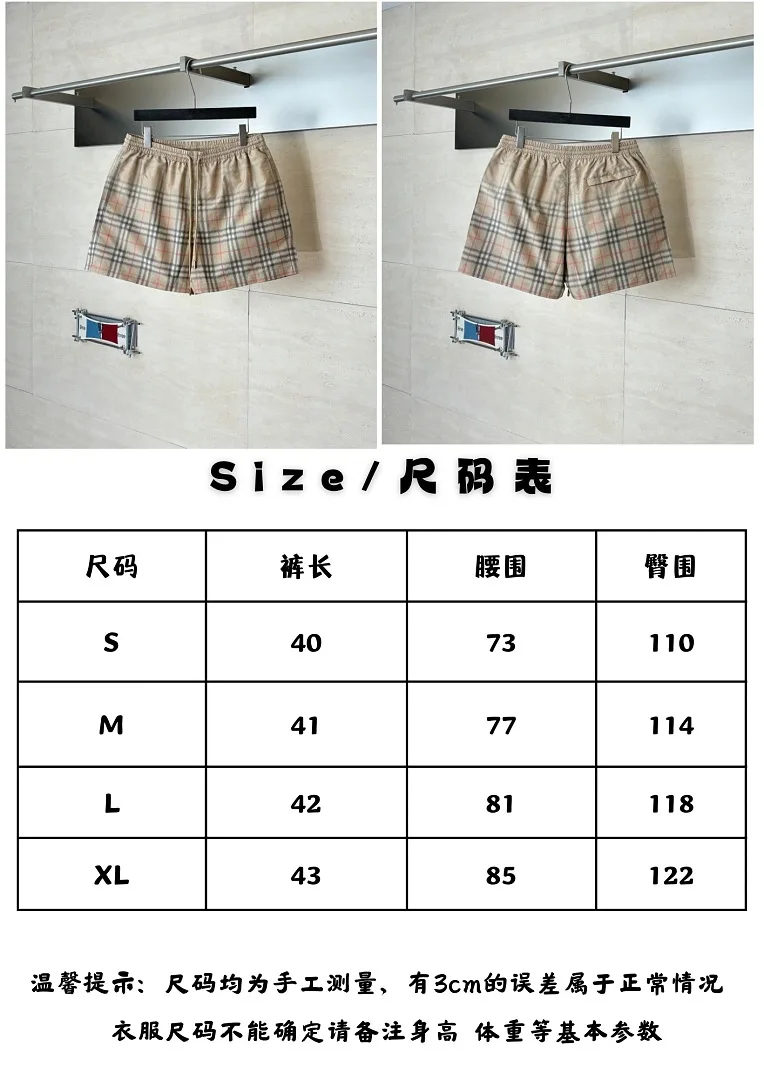 Size/尺码表
尺码 裤长 腰围 臀围
S 40 73 110
M 41 77 114
L 42 81 118
XL 43 85 122
温馨提示：尺码均为手工测量，有3cm的误差属于正常情况
衣服尺码不能确定请备注身高 体重等基本参数